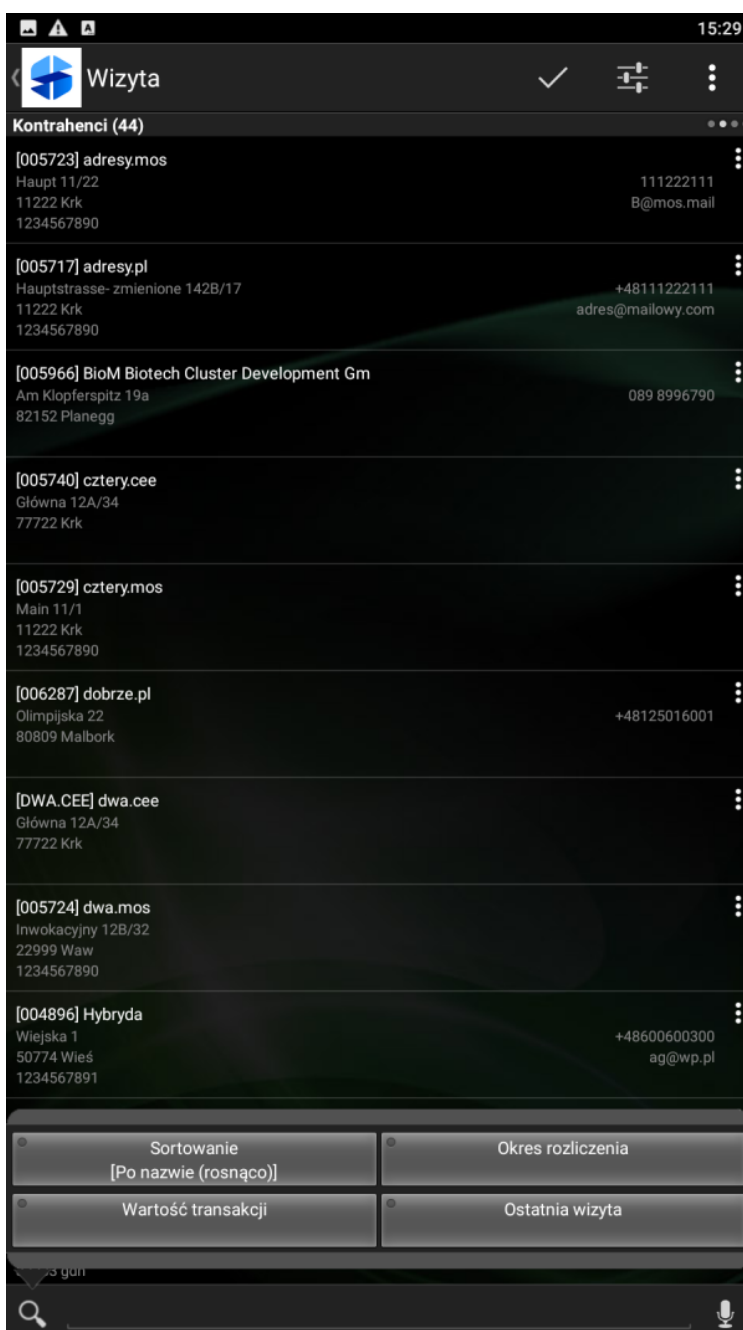 15:29
Wizyta
Kontrahenci (44)
[005723] adresy.mos
Haupt 11/22
111222111
11222 Krk
B@mos.mail
1234567890
[005717] adresy.pl
Hauptstrasse- zmienione 142B/17
+48111222111
11222 Krk
adres@mailowy.com
1234567890
[005966] BioM Biotech Cluster Development Gm
Am Klopferspitz 19a
089 8996790
82152 Planegg
[005740] cztery.cee
Główna 12A/34
77722 Krk
[005729] cztery.mos
Main 11/1
11222 Krk
1234567890
[006287] dobrze.pl
Olimpijska 22
+48125016001
80809 Malbork
[DWA.CEE] dwa.cee
Główna 12A/34
77722 Krk
[005724] dwa.mos
Inwokacyjny 12B/32
22999 Waw
1234567890
[004896] Hybryda
Wiejska 1
+48600600300
50774 Wieś
ag@wp.pl
1234567891
Sortowanie
[Po nazwie (rosnąco)]
Okres rozliczenia
Wartość transakcji
Ostatnia wizyta
gdn